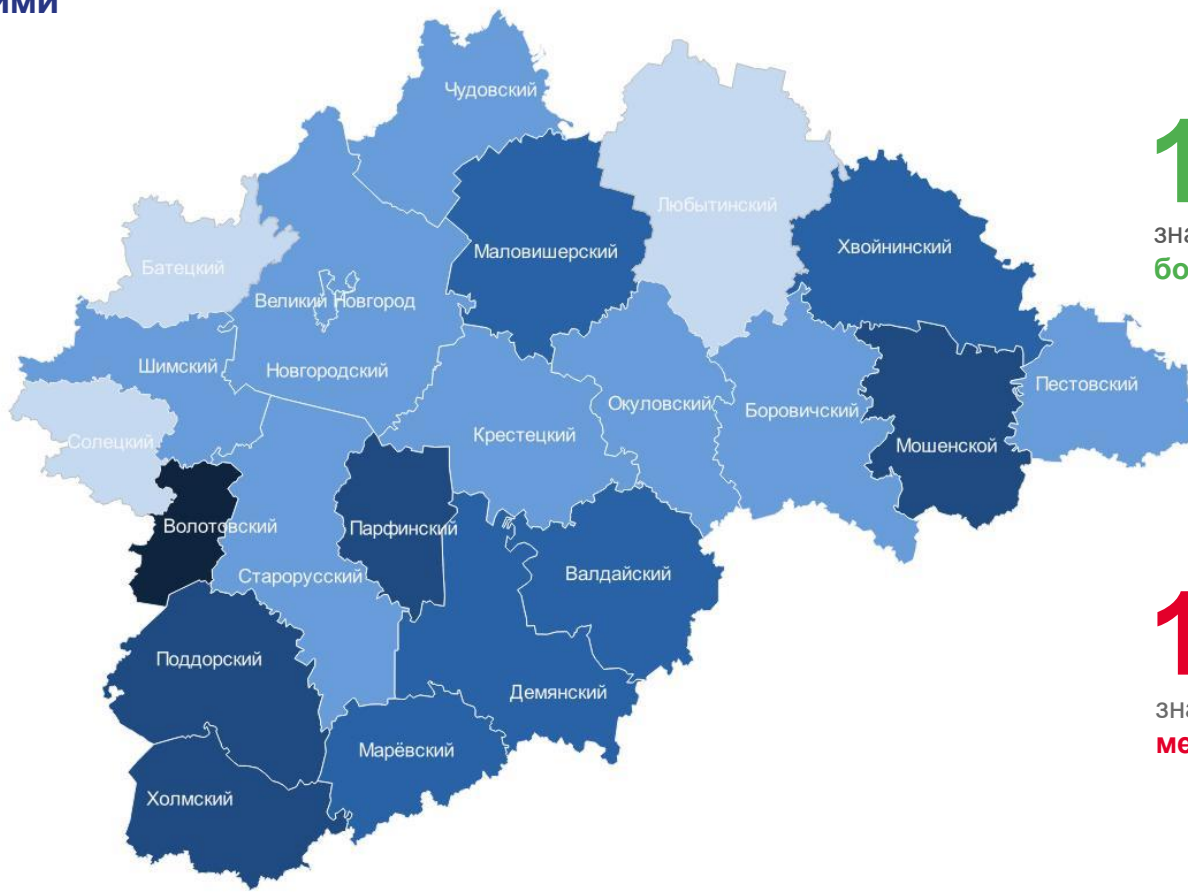 Чудовский
Любытинский
Маловишерский
Хвойнинский
Батецкий
Великий Новгород
Шимский
Новгородский
Пестовский
Окуловский
Боровичский
Солецкий
Крестецкий
Мошенской
Волотовский
Парфинский
Старорусский
Валдайский
Поддорский
Демянский
Марёвский
Холмский